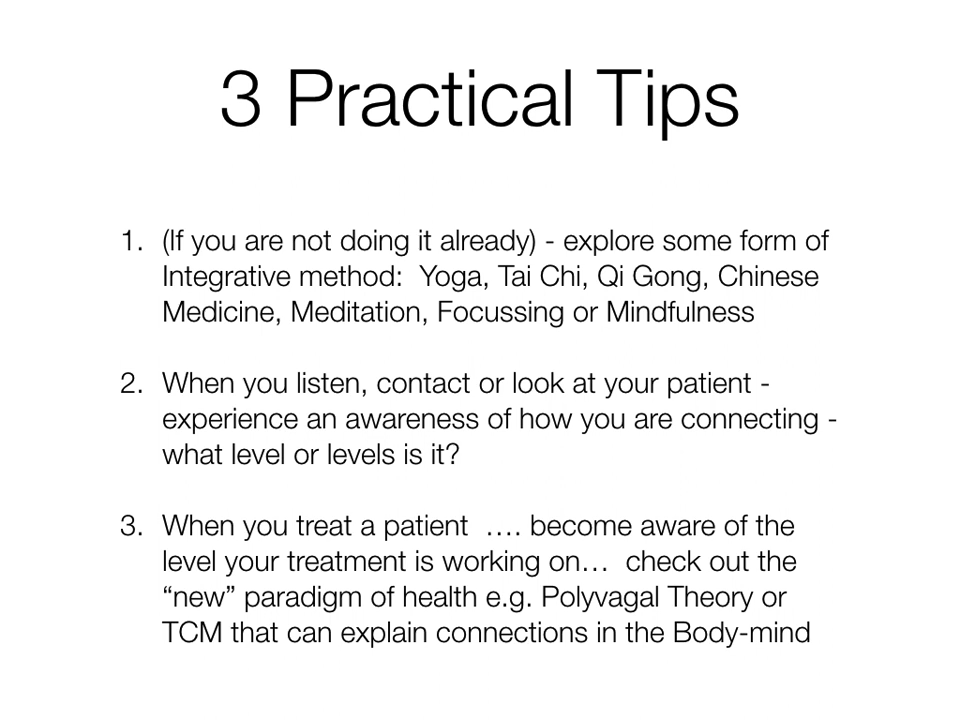 3 Practical Tips
1. (If you are not doing it already) - explore some form of
Integrative method:  Yoga, Tai Chi, Qi Gong, Chinese
Medicine, Meditation, Focussing or Mindfulness
2. When you listen, contact or look at your patient -
experience an awareness of how you are connecting -
what level or levels is it?
3. When you treat a patient  …. become aware of the
level your treatment is working on…  check out the
“new” paradigm of health e.g. Polyvagal Theory or
TCM that can explain connections in the Body-mind